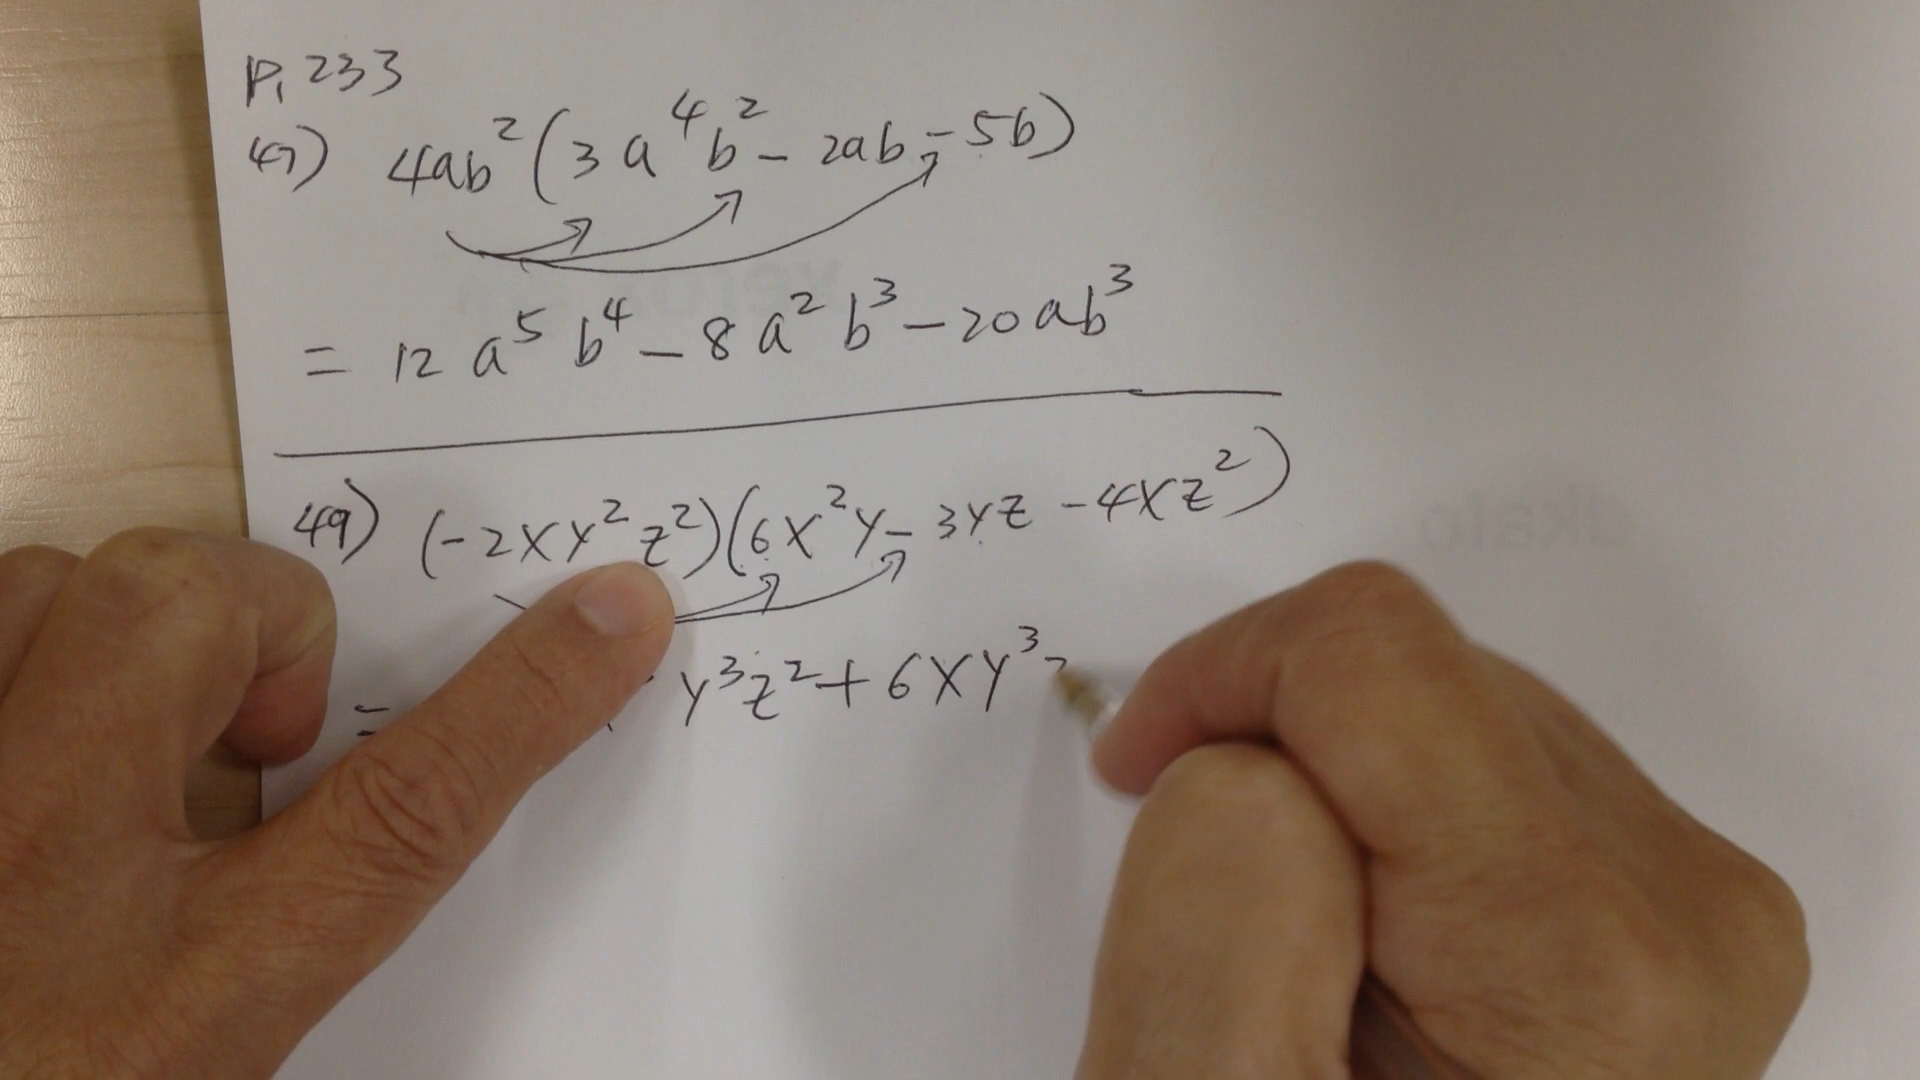 P. 233
47) 4ab²(3a⁴b² - 2ab - 5b)
= 12a⁵b⁴ - 8a²b³ - 20ab³
49) (-2xy²z²)(6x²y - 3yz - 4xz²)
= y³z² + 6xy³